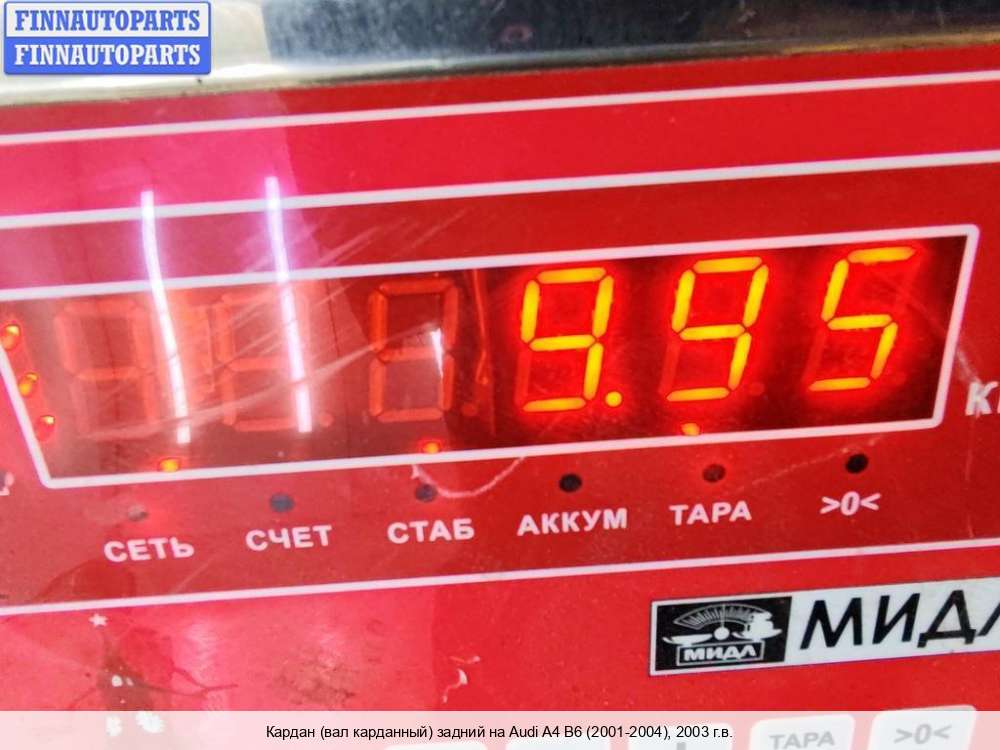 FINNAUTOPARTS
FINNAUTOPARTS
9.95
СЕТЬ СЧЕТ СТАБ АККУМ ТАРА >0<
МИДЛ
МИДЛ
Кардан (вал карданный) задний на Audi A4 B6 (2001-2004), 2003 г.в.
ТАРА >0<